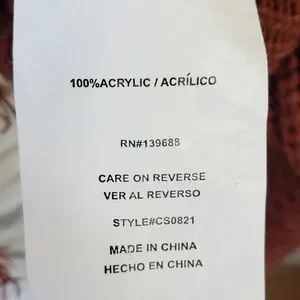 100%ACRYLIC / ACRÍLICO
RN#139688
CARE ON REVERSE
VER AL REVERSO
STYLE#CS0821
MADE IN CHINA
HECHO EN CHINA